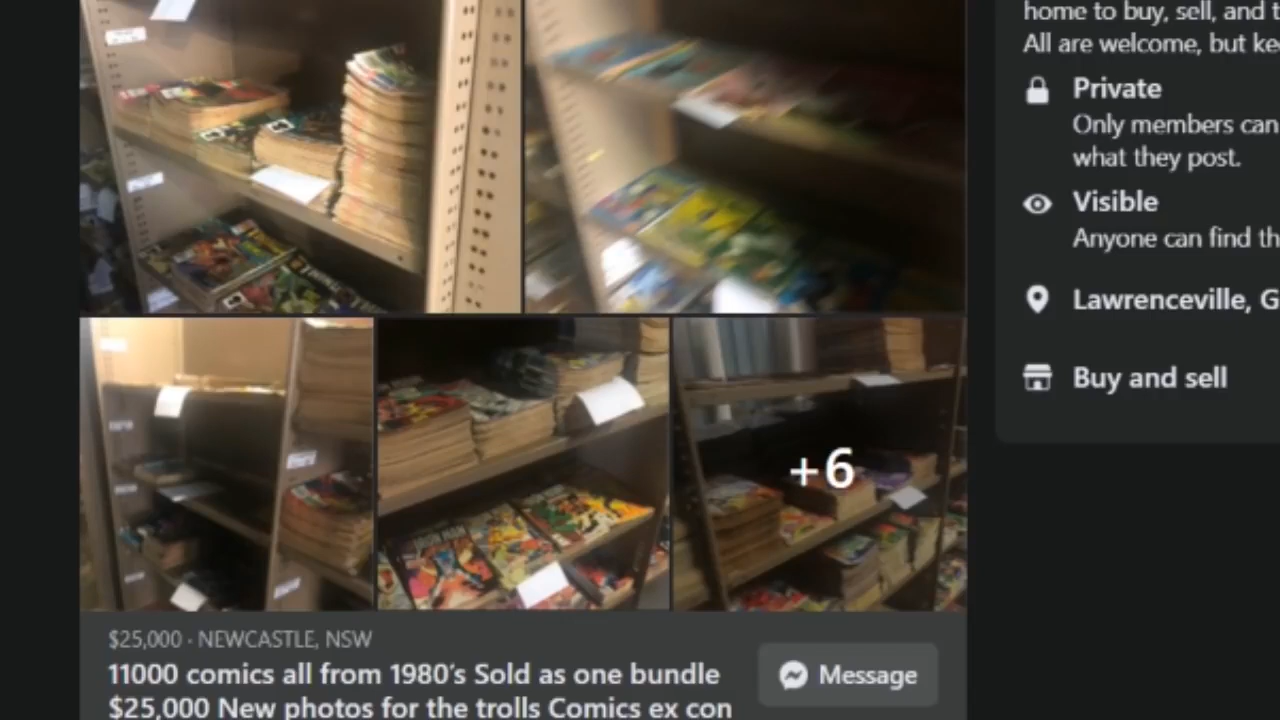 home to buy, sell, and t
All are welcome, but ke
Private
Only members can
what they post.
Visible
Anyone can find th
Lawrenceville, G
Buy and sell
+6
$25,000 · NEWCASTLE, NSW
11000 comics all from 1980's Sold as one bundle
$25,000 New photos for the trolls Comics ex con
Message